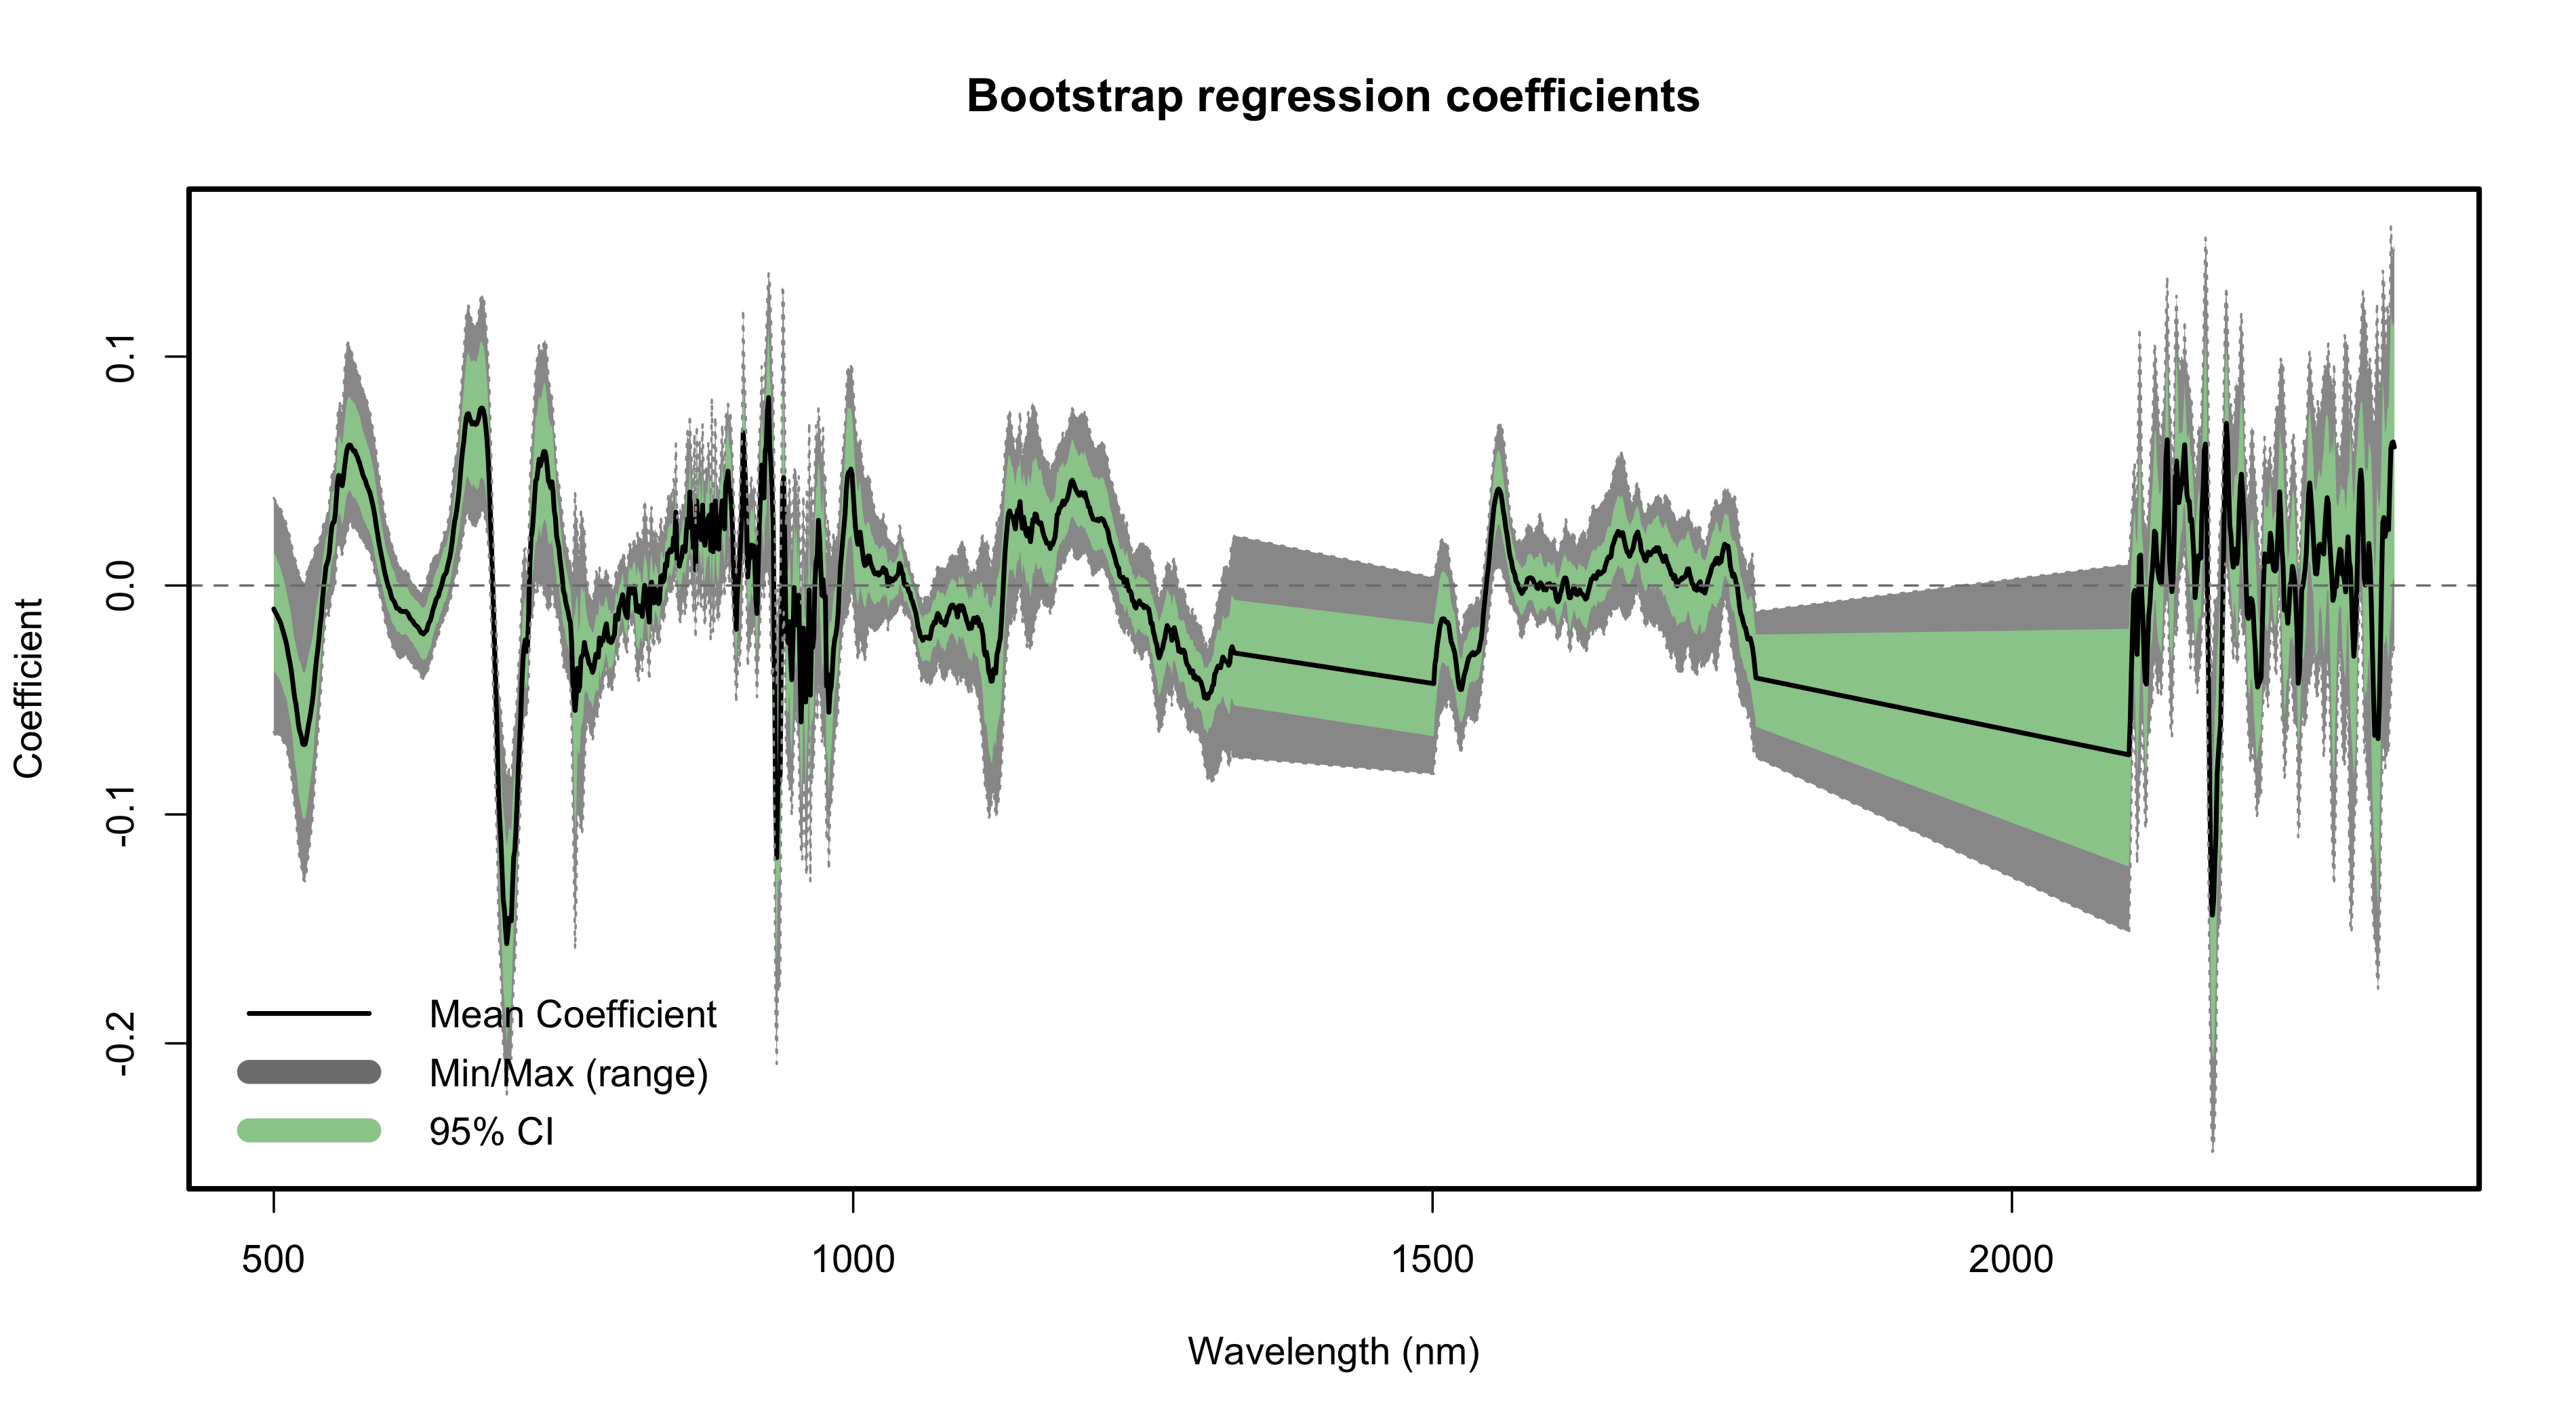 Bootstrap regression coefficients
Coefficient
0.1
0.0
-0.1
-0.2
Mean Coefficient
Min/Max (range)
95% CI
500
1000
1500
2000
Wavelength (nm)